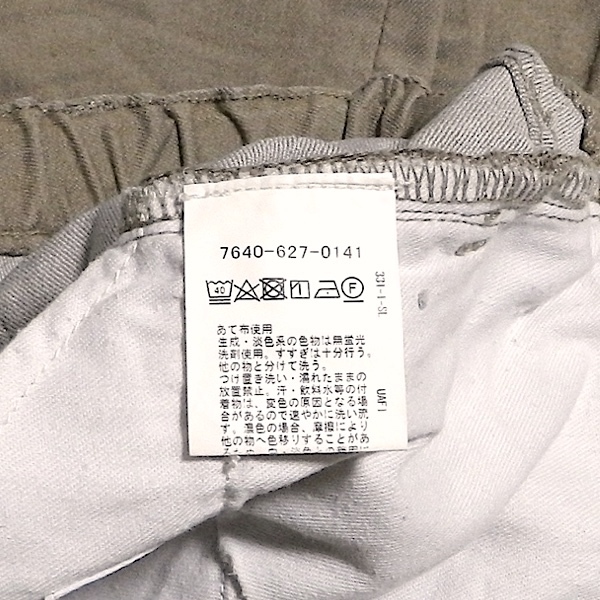 7640-627-0141
40 F
あて布使用
生成・淡色系の色物は無蛍光
洗剤使用。すすぎは十分行う。
他の物と分けて洗う。
つけ置き洗い・濡れたままの
放置禁止。汗・飲料水等の付
着物は、変色の原因となる場
合があるので速やかに洗い流
す。濃色の場合、摩擦により
他の物へ色移りすることがあ
331-1-SL
UAF1